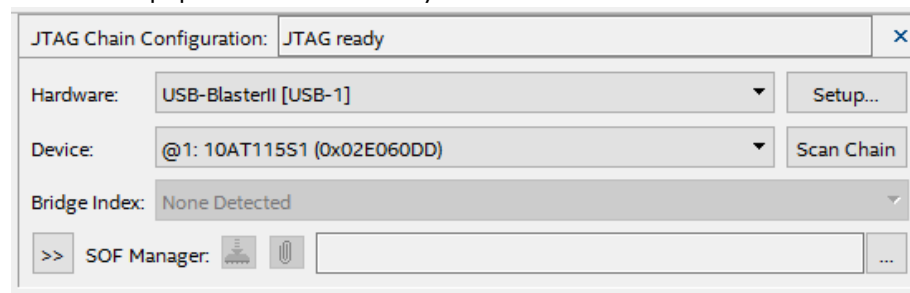 JTAG Chain Configuration: JTAG ready
Hardware: USB-BlasterII [USB-1] Setup...
Device: @1: 10AT115S1 (0x02E060DD) Scan Chain
Bridge Index: None Detected
>> SOF Manager: ...